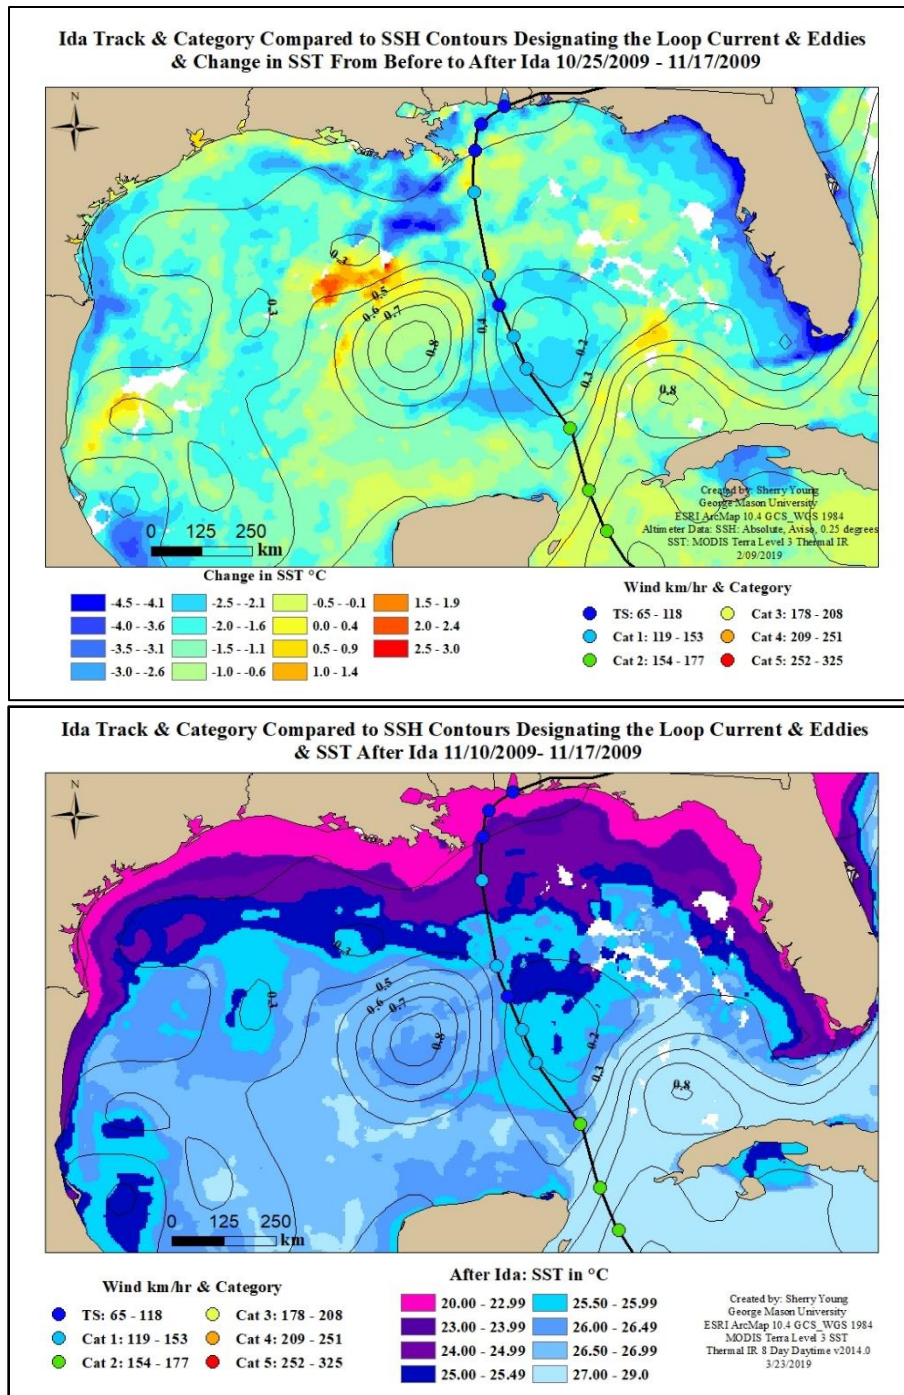 Ida Track & Category Compared to SSH Contours Designating the Loop Current & Eddies
& Change in SST From Before to After Ida 10/25/2009 - 11/17/2009
N
0.3
0.5
0.6
0.7
0.3
0.8
0.4
0.2
0.3
0.8
0 125 250
km
Created by: Sherry Young
George Mason University
ESRI ArcMap 10.4 GCS_WGS 1984
Altimeter Data: SSH: Absolute, Aviso, 0.25 degrees
SST: MODIS Terra Level 3 Thermal IR
2/09/2019
Change in SST °C
-4.5 - -4.1
-4.0 - -3.6
-3.5 - -3.1
-3.0 - -2.6
-2.5 - -2.1
-2.0 - -1.6
-1.5 - -1.1
-1.0 - -0.6
-0.5 - -0.1
0.0 - 0.4
0.5 - 0.9
1.0 - 1.4
1.5 - 1.9
2.0 - 2.4
2.5 - 3.0
Wind km/hr & Category
TS: 65 - 118
Cat 1: 119 - 153
Cat 2: 154 - 177
Cat 3: 178 - 208
Cat 4: 209 - 251
Cat 5: 252 - 325
Ida Track & Category Compared to SSH Contours Designating the Loop Current & Eddies
& SST After Ida 11/10/2009- 11/17/2009
N
0.3
0.5
0.6
0.7
0.3
0.8
0.2
0.3
0.8
0 125 250
km
Wind km/hr & Category
TS: 65 - 118
Cat 1: 119 - 153
Cat 2: 154 - 177
Cat 3: 178 - 208
Cat 4: 209 - 251
Cat 5: 252 - 325
After Ida: SST in °C
20.00 - 22.99
23.00 - 23.99
24.00 - 24.99
25.00 - 25.49
25.50 - 25.99
26.00 - 26.49
26.50 - 26.99
27.00 - 29.0
Created by: Sherry Young
George Mason University
ESRI ArcMap 10.4 GCS_WGS 1984
MODIS Terra Level 3 SST
Thermal IR 8 Day Daytime v2014.0
3/23/2019